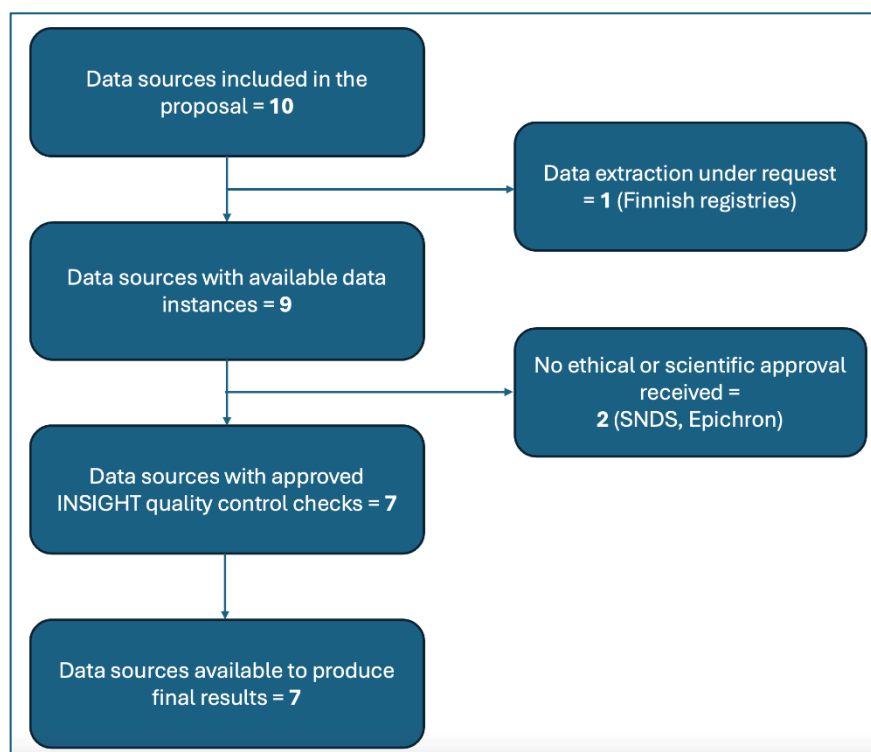 Data sources included in the
proposal = 10
Data extraction under request
= 1 (Finnish registries)
Data sources with available data
instances = 9
No ethical or scientific approval
received =
2 (SNDS, Epichron)
Data sources with approved
INSIGHT quality control checks = 7
Data sources available to produce
final results = 7